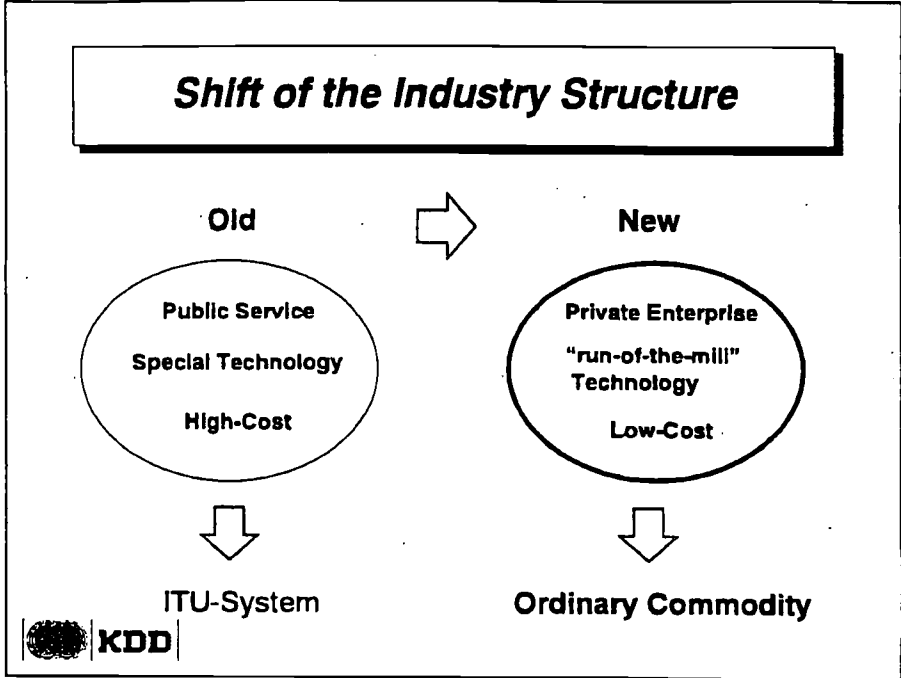 Shift of the Industry Structure
Old
New
Public Service
Special Technology
High-Cost
Private Enterprise
"run-of-the-mill"
Technology
Low-Cost
ITU-System
Ordinary Commodity
KDD